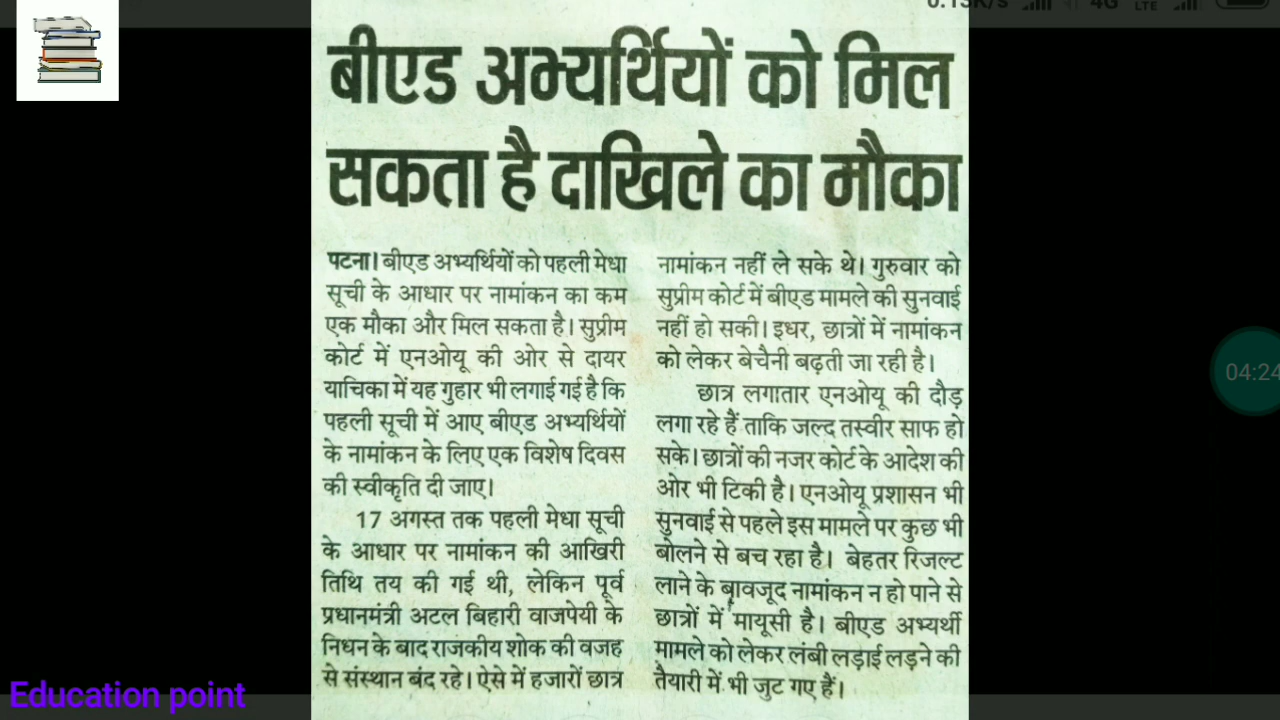 0.13K/s 4G LTE
बीएड अभ्यर्थियों को मिल
सकता है दाखिले का मौका
पटना। बीएड अभ्यर्थियों को पहली मेधा
सूची के आधार पर नामांकन का कम
एक मौका और मिल सकता है। सुप्रीम
कोर्ट में एनओयू की ओर से दायर
याचिका में यह गुहार भी लगाई गई है कि
पहली सूची में आए बीएड अभ्यर्थियों
के नामांकन के लिए एक विशेष दिवस
की स्वीकृति दी जाए।
17 अगस्त तक पहली मेधा सूची
के आधार पर नामांकन की आखिरी
तिथि तय की गई थी, लेकिन पूर्व
प्रधानमंत्री अटल बिहारी वाजपेयी के
निधन के बाद राजकीय शोक की वजह
से संस्थान बंद रहे। ऐसे में हजारों छात्र
नामांकन नहीं ले सके थे। गुरुवार को
सुप्रीम कोर्ट में बीएड मामले की सुनवाई
नहीं हो सकी। इधर, छात्रों में नामांकन
को लेकर बेचैनी बढ़ती जा रही है।
छात्र लगातार एनओयू की दौड़
लगा रहे हैं ताकि जल्द तस्वीर साफ हो
सके। छात्रों की नजर कोर्ट के आदेश की
ओर भी टिकी है। एनओयू प्रशासन भी
सुनवाई से पहले इस मामले पर कुछ भी
बोलने से बच रहा है। बेहतर रिजल्ट
लाने के बावजूद नामांकन न हो पाने से
छात्रों में मायूसी है। बीएड अभ्यर्थी
मामले को लेकर लंबी लड़ाई लड़ने की
तैयारी में भी जुट गए हैं।
04:24
Education point